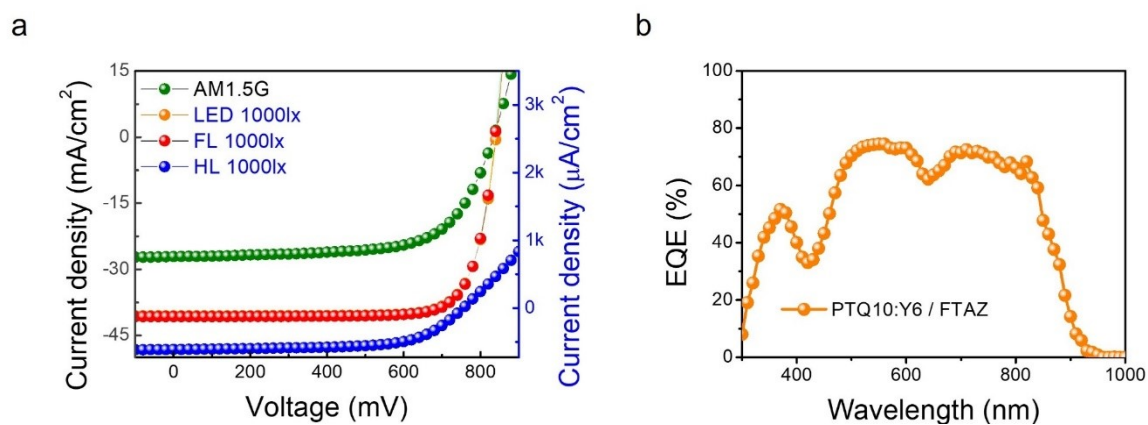 a
b
15
0
-15
-30
-45
Current density (mA/cm²)
AM1.5G
LED 1000lx
FL 1000lx
HL 1000lx
3k
2k
1k
0
Current density (μA/cm²)
0
200
400
600
800
Voltage (mV)
100
80
60
40
20
0
EQE (%)
PTQ10:Y6 / FTAZ
400
600
800
1000
Wavelength (nm)